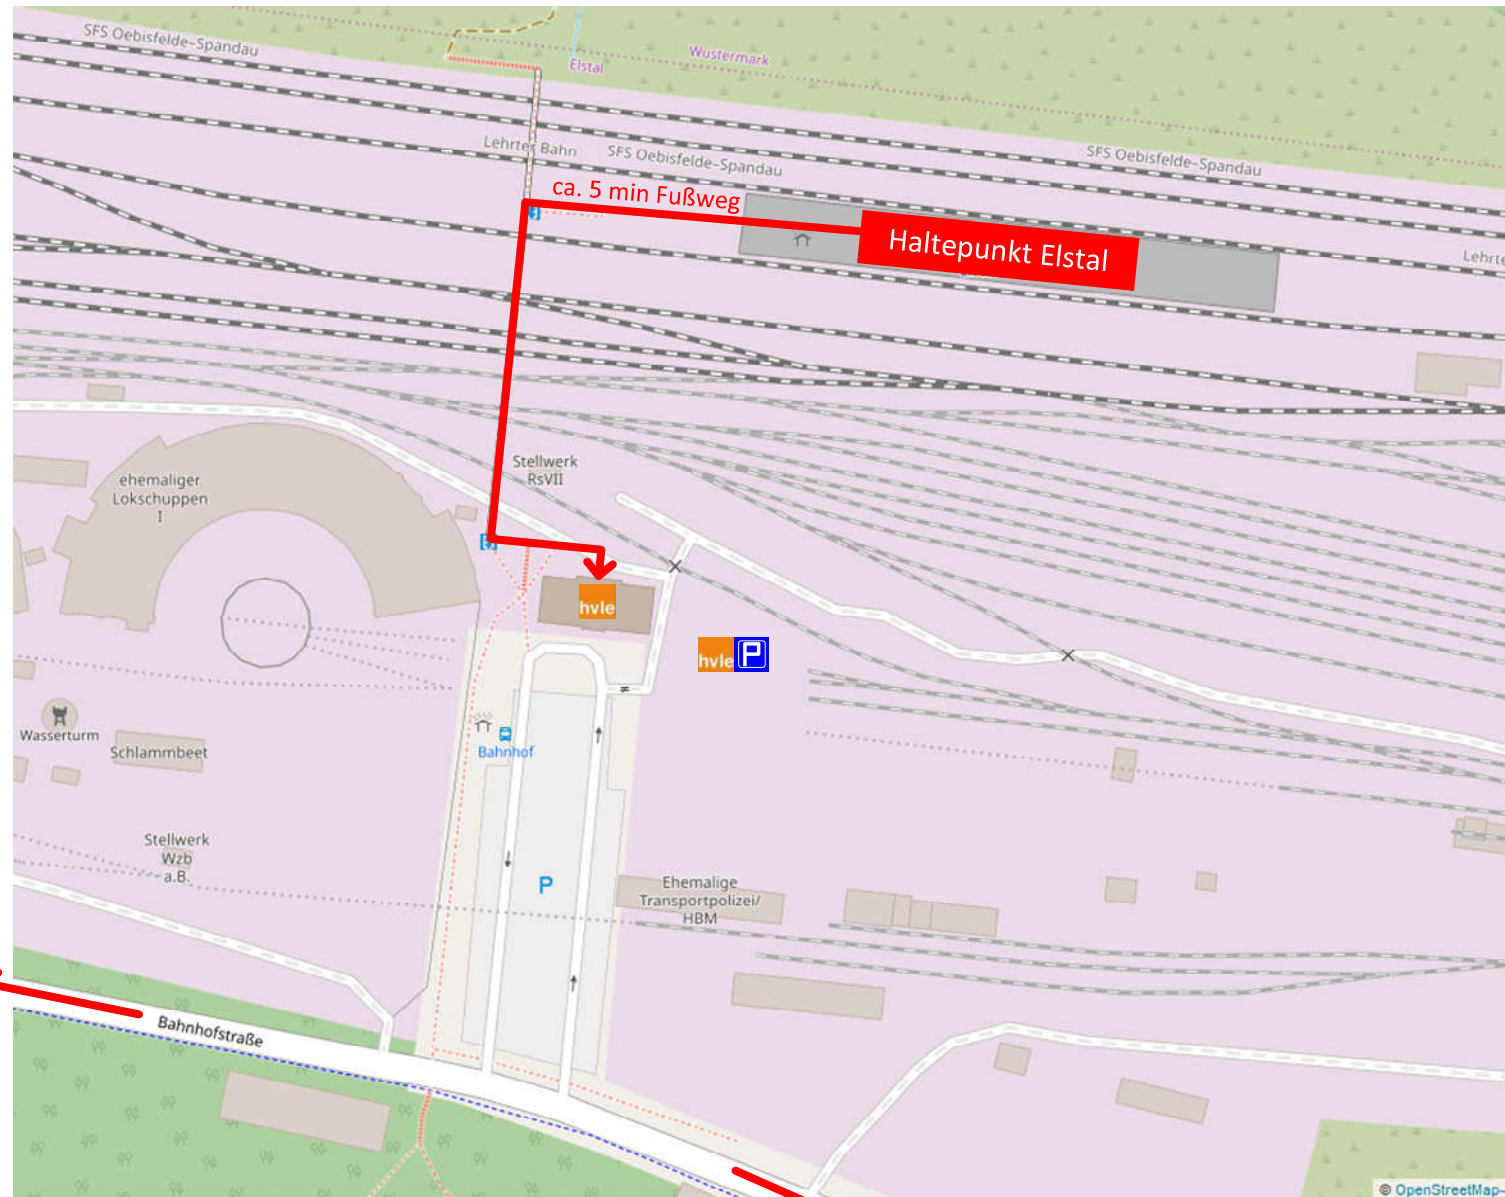 SFS Oebisfelde–Spandau
Wustermark
Elstal
Lehrter Bahn
SFS Oebisfelde–Spandau
SFS Oebisfelde–Spandau
ca. 5 min Fußweg
Haltepunkt Elstal
Lehrte
Stellwerk
RsVII
ehemaliger
Lokschuppen
I
hvle
hvle P
Wasserturm
Schlammbeet
Bahnhof
Stellwerk
Wzb
a.B.
P
Ehemalige
Transportpolizei/
HBM
Bahnhofstraße
© OpenStreetMap-